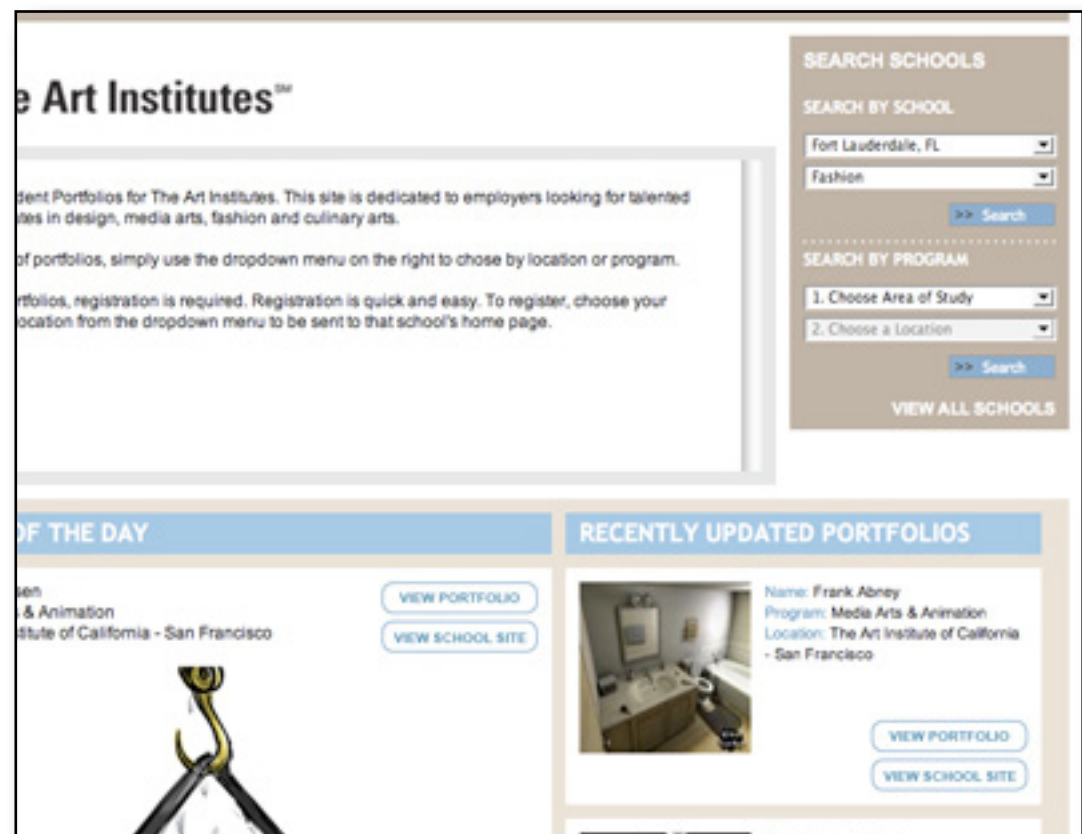 e Art Institutes℠
dent Portfolios for The Art Institutes. This site is dedicated to employers looking for talented
tes in design, media arts, fashion and culinary arts.
of portfolios, simply use the dropdown menu on the right to chose by location or program.
rtfolios, registration is required. Registration is quick and easy. To register, choose your
ocation from the dropdown menu to be sent to that school's home page.
SEARCH SCHOOLS
SEARCH BY SCHOOL
Fort Lauderdale, FL
Fashion
>> Search
SEARCH BY PROGRAM
1. Choose Area of Study
2. Choose a Location
>> Search
VIEW ALL SCHOOLS
OF THE DAY
sen
& Animation
stitute of California - San Francisco
VIEW PORTFOLIO
VIEW SCHOOL SITE
RECENTLY UPDATED PORTFOLIOS
Name: Frank Abney
Program: Media Arts & Animation
Location: The Art Institute of California
- San Francisco
VIEW PORTFOLIO
VIEW SCHOOL SITE